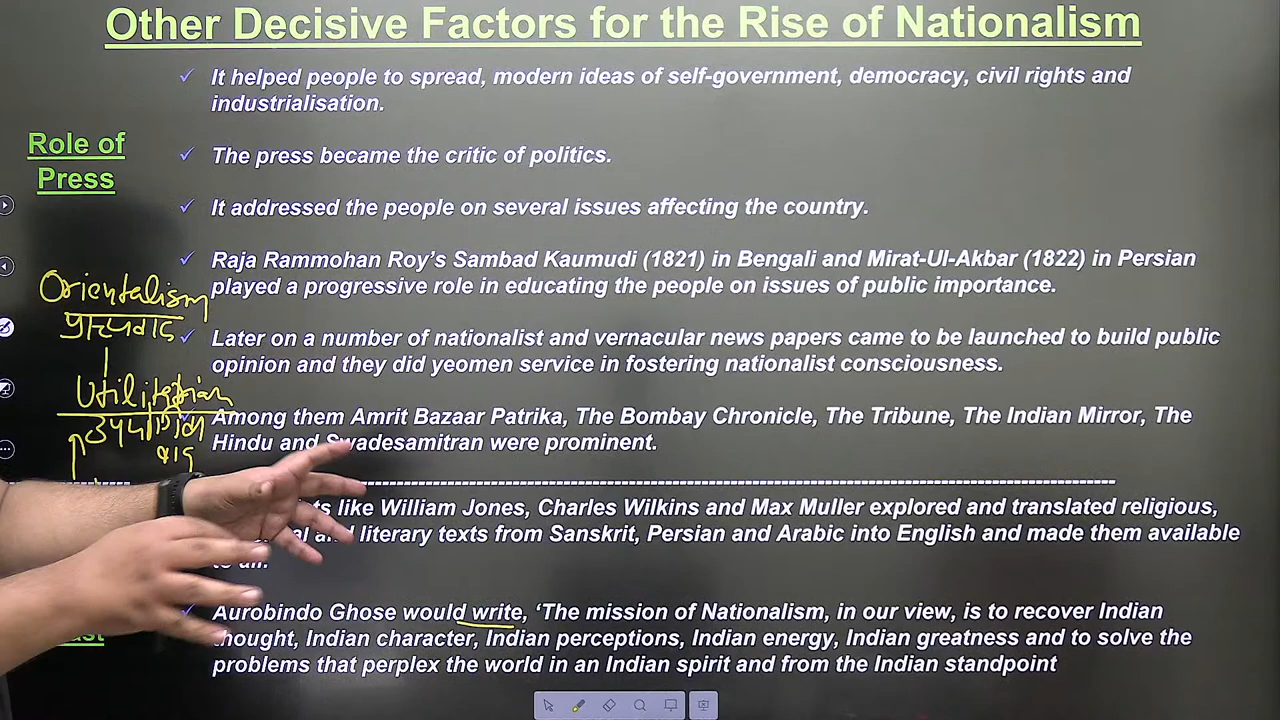 Other Decisive Factors for the Rise of Nationalism
Role of
Press
✓ It helped people to spread, modern ideas of self-government, democracy, civil rights and
industrialisation.
✓ The press became the critic of politics.
✓ It addressed the people on several issues affecting the country.
✓ Raja Rammohan Roy's Sambad Kaumudi (1821) in Bengali and Mirat-Ul-Akbar (1822) in Persian
played a progressive role in educating the people on issues of public importance.
✓ Later on a number of nationalist and vernacular news papers came to be launched to build public
opinion and they did yeomen service in fostering nationalist consciousness.
✓ Among them Amrit Bazaar Patrika, The Bombay Chronicle, The Tribune, The Indian Mirror, The
Hindu and Swadesamitran were prominent.
Orientalism
प्राच्यवाद
Utilitarian
like William Jones, Charles Wilkins and Max Muller explored and translated religious,
literary texts from Sanskrit, Persian and Arabic into English and made them available
to all.
✓ Aurobindo Ghose would write, 'The mission of Nationalism, in our view, is to recover Indian
thought, Indian character, Indian perceptions, Indian energy, Indian greatness and to solve the
problems that perplex the world in an Indian spirit and from the Indian standpoint